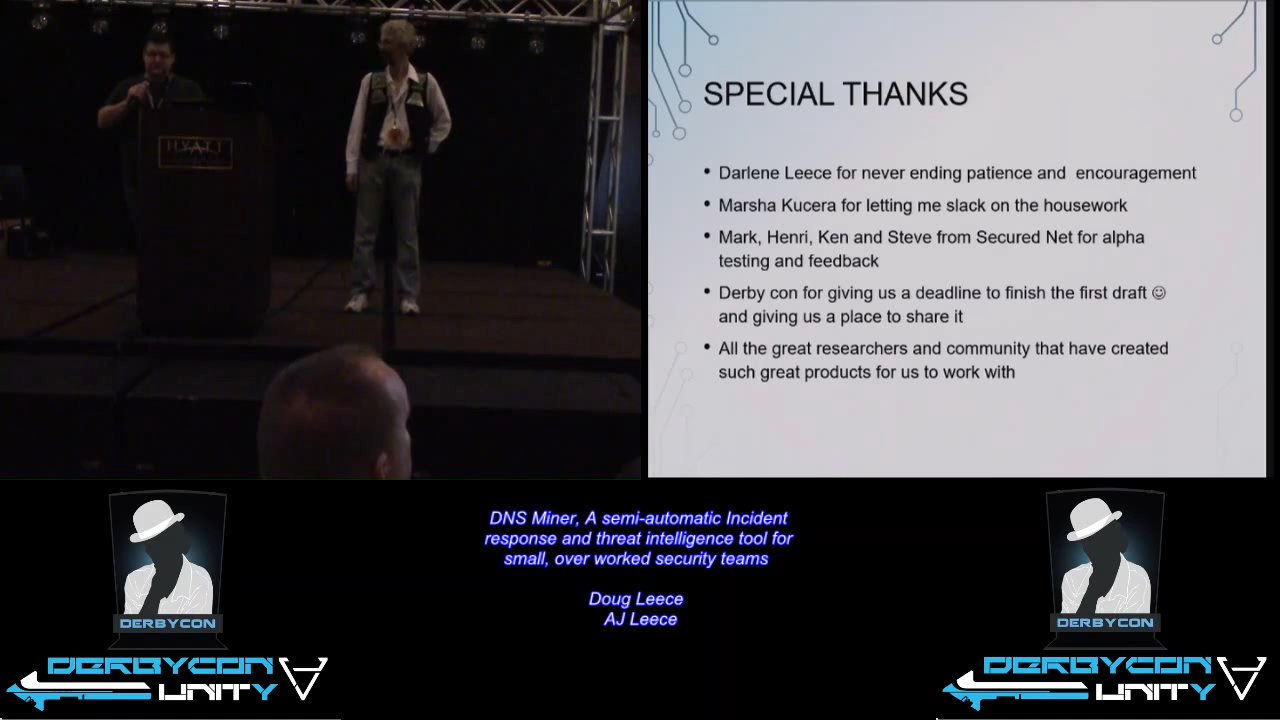 HYATT
SPECIAL THANKS
• Darlene Leece for never ending patience and  encouragement
• Marsha Kucera for letting me slack on the housework
• Mark, Henri, Ken and Steve from Secured Net for alpha
testing and feedback
• Derby con for giving us a deadline to finish the first draft ☺
and giving us a place to share it
• All the great researchers and community that have created
such great products for us to work with
DNS Miner, A semi-automatic Incident
response and threat intelligence tool for
small, over worked security teams
Doug Leece
AJ Leece
DERBYCON
DERBYCON
UNITY
DERBYCON
DERBYCON
UNITY